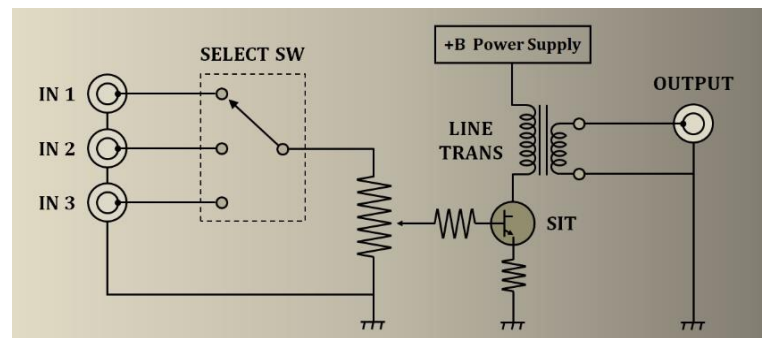 +B Power Supply
SELECT SW
OUTPUT
IN 1
LINE
TRANS
IN 2
IN 3
SIT